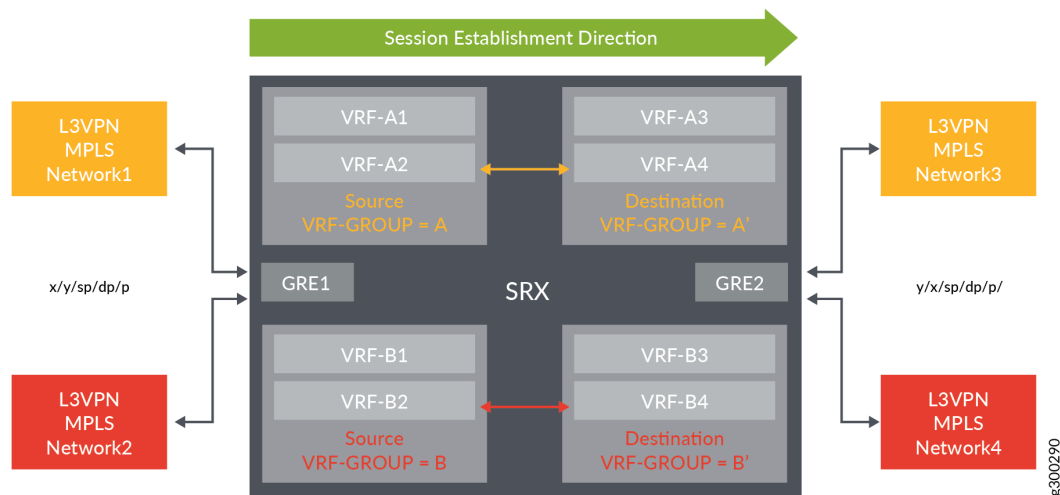 Session Establishment Direction
L3VPN
MPLS
Network1
VRF-A1
VRF-A2
Source
VRF-GROUP = A
VRF-A3
VRF-A4
Destination
VRF-GROUP = A’
L3VPN
MPLS
Network3
x/y/sp/dp/p
GRE1
SRX
GRE2
y/x/sp/dp/p/
L3VPN
MPLS
Network2
VRF-B1
VRF-B2
Source
VRF-GROUP = B
VRF-B3
VRF-B4
Destination
VRF-GROUP = B’
L3VPN
MPLS
Network4
g300290